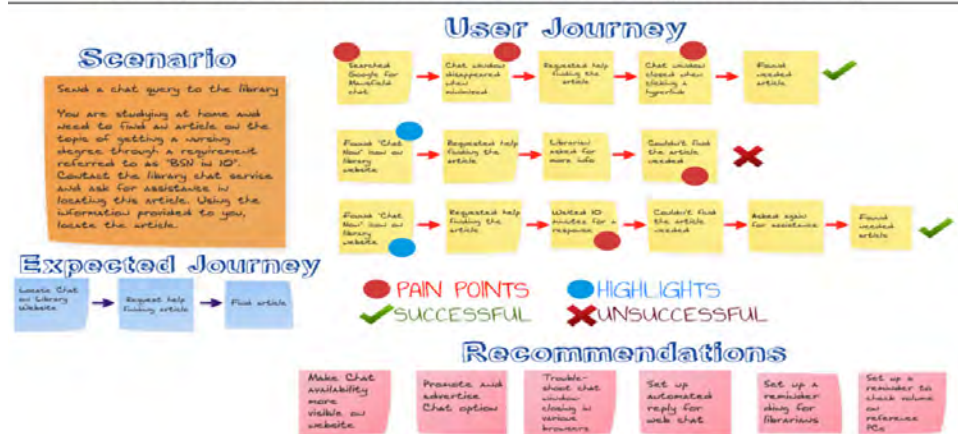 Scenario
Send a chat query to the library
You are studying at home and
need to find an article on the
topic of getting a nursing
degree through a requirement
referred to as "BSN in 10".
Contact the library chat service
and ask for assistance in
locating this article. Using the
information provided to you,
locate the article.
Expected Journey
Locate Chat
on Library
Website
Request help
finding article
Find article
User Journey
Searched
Google for
Mansfield
chat
Chat window
disappeared
when
minimized
Requested help
finding the
article
Chat window
closed when
clicking a
hyperlink
Found
needed
article
Found "Chat
Now" icon on
library
website
Requested help
finding the
article
Librarian
asked for
more info
Couldn't find
the article
needed
Found "Chat
Now" icon on
library
website
Requested help
finding the
article
Waited 10
minutes for a
response
Couldn't find
the article
needed
Asked again
for assistance
Found
needed
article
PAIN POINTS
HIGHLIGHTS
SUCCESSFUL
UNSUCCESSFUL
Recommendations
Make Chat
availability
more
visible on
website
Promote and
advertise
Chat option
Trouble-
shoot chat
window
closing in
various
browsers
Set up
automated
reply for
web chat
Set up a
reminder
ding for
librarians
Set up a
reminder to
check volume
on
reference
PCs